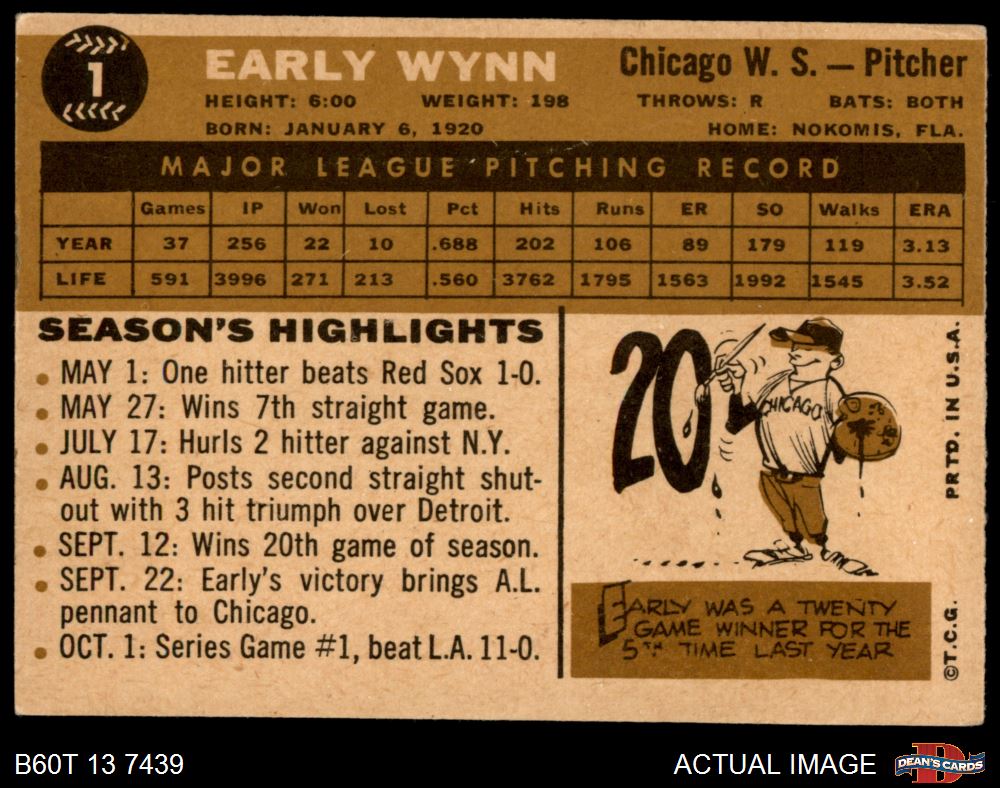 1
EARLY WYNN
Chicago W. S. — Pitcher
HEIGHT: 6:00 WEIGHT: 198 THROWS: R BATS: BOTH
BORN: JANUARY 6, 1920 HOME: NOKOMIS, FLA.
MAJOR LEAGUE PITCHING RECORD
Games IP Won Lost Pct Hits Runs ER SO Walks ERA
YEAR 37 256 22 10 .688 202 106 89 179 119 3.13
LIFE 591 3996 271 213 .560 3762 1795 1563 1992 1545 3.52
SEASON'S HIGHLIGHTS
• MAY 1: One hitter beats Red Sox 1-0.
• MAY 27: Wins 7th straight game.
• JULY 17: Hurls 2 hitter against N.Y.
• AUG. 13: Posts second straight shut-
out with 3 hit triumph over Detroit.
• SEPT. 12: Wins 20th game of season.
• SEPT. 22: Early's victory brings A.L.
pennant to Chicago.
• OCT. 1: Series Game #1, beat L.A. 11-0.
20
CHICAGO
EARLY WAS A TWENTY
GAME WINNER FOR THE
5TH TIME LAST YEAR
©T.C.G. PRTD. IN U.S.A.
B60T 13 7439
ACTUAL IMAGE
D
DEAN'S CARDS